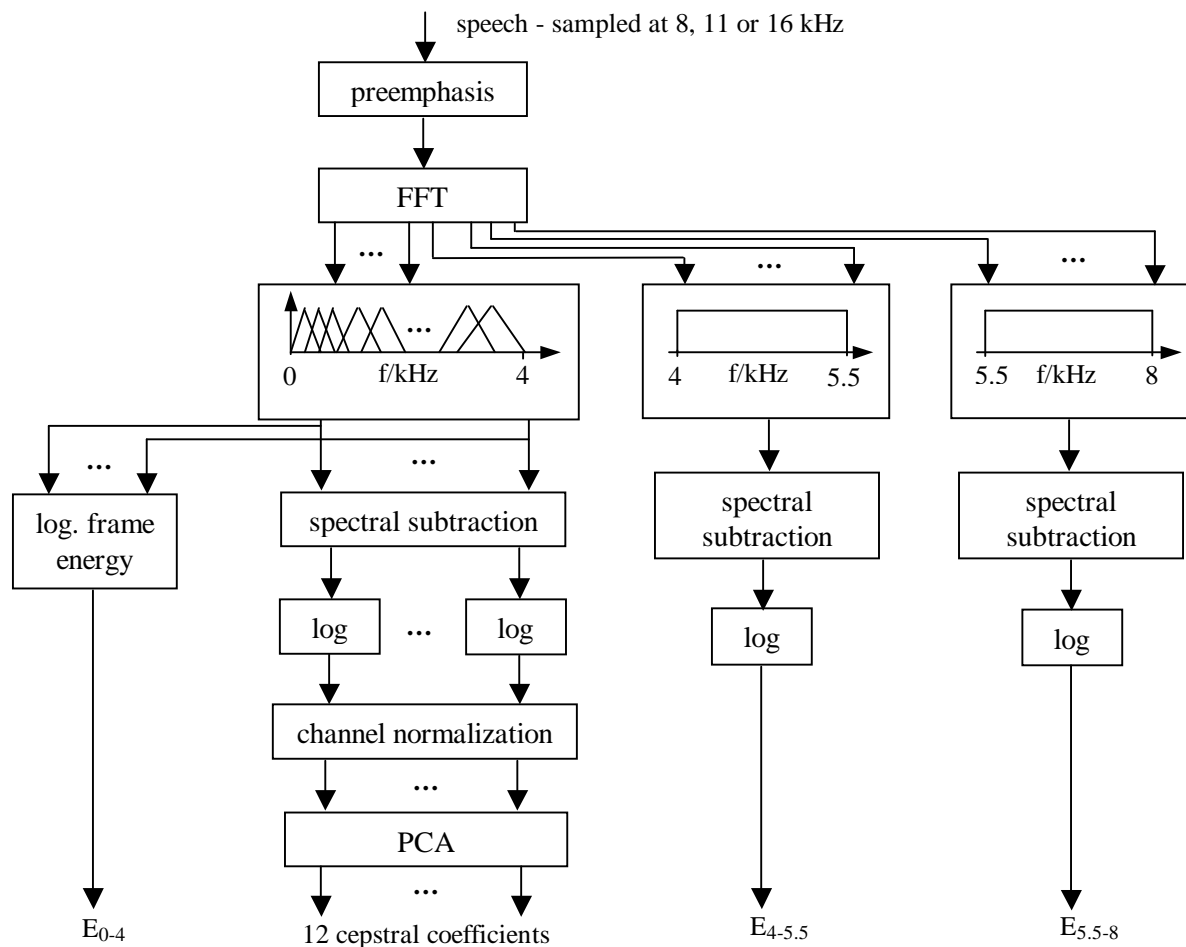 speech - sampled at 8, 11 or 16 kHz
preemphasis
FFT
... ... ...
...
0 f/kHz 4
4 f/kHz 5.5
5.5 f/kHz 8
... ...
log. frame
energy
spectral subtraction
spectral
subtraction
spectral
subtraction
log ... log
log
log
channel normalization
...
PCA
...
E0-4
12 cepstral coefficients
E4-5.5
E5.5-8